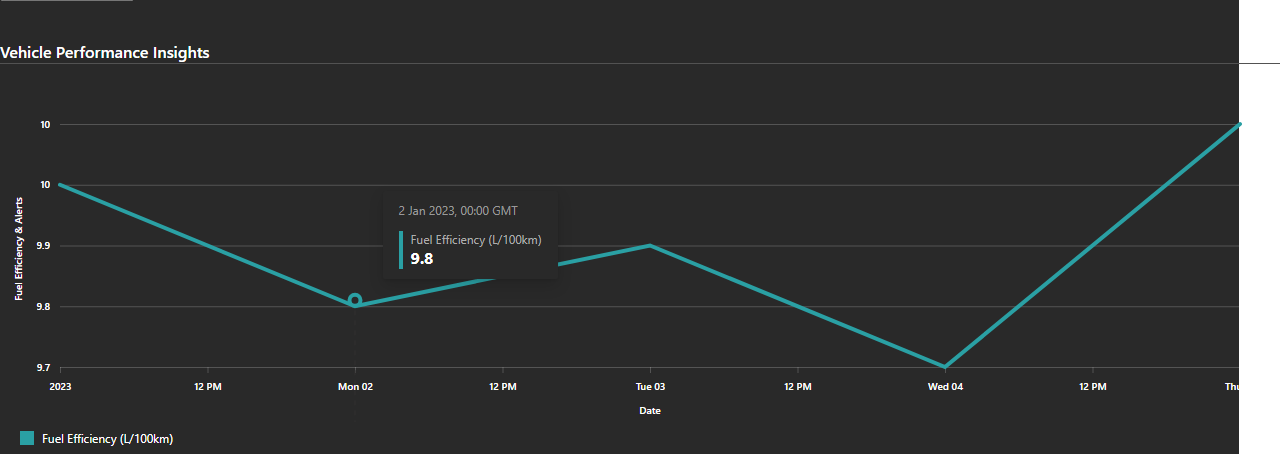 Vehicle Performance Insights
10
10
9.9
9.8
9.7
Fuel Efficiency & Alerts
2 Jan 2023, 00:00 GMT
Fuel Efficiency (L/100km)
9.8
2023 12 PM Mon 02 12 PM Tue 03 12 PM Wed 04 12 PM Thu
Date
Fuel Efficiency (L/100km)